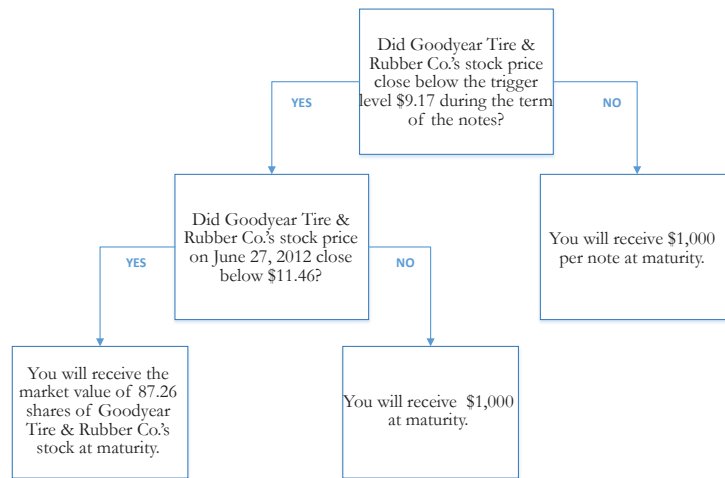 Did Goodyear Tire &
Rubber Co.'s stock price
close below the trigger
level $9.17 during the term
of the notes?
YES
NO
Did Goodyear Tire &
Rubber Co.'s stock price
on June 27, 2012 close
below $11.46?
You will receive $1,000
per note at maturity.
YES
NO
You will receive the
market value of 87.26
shares of Goodyear
Tire & Rubber Co.'s
stock at maturity.
You will receive $1,000
at maturity.